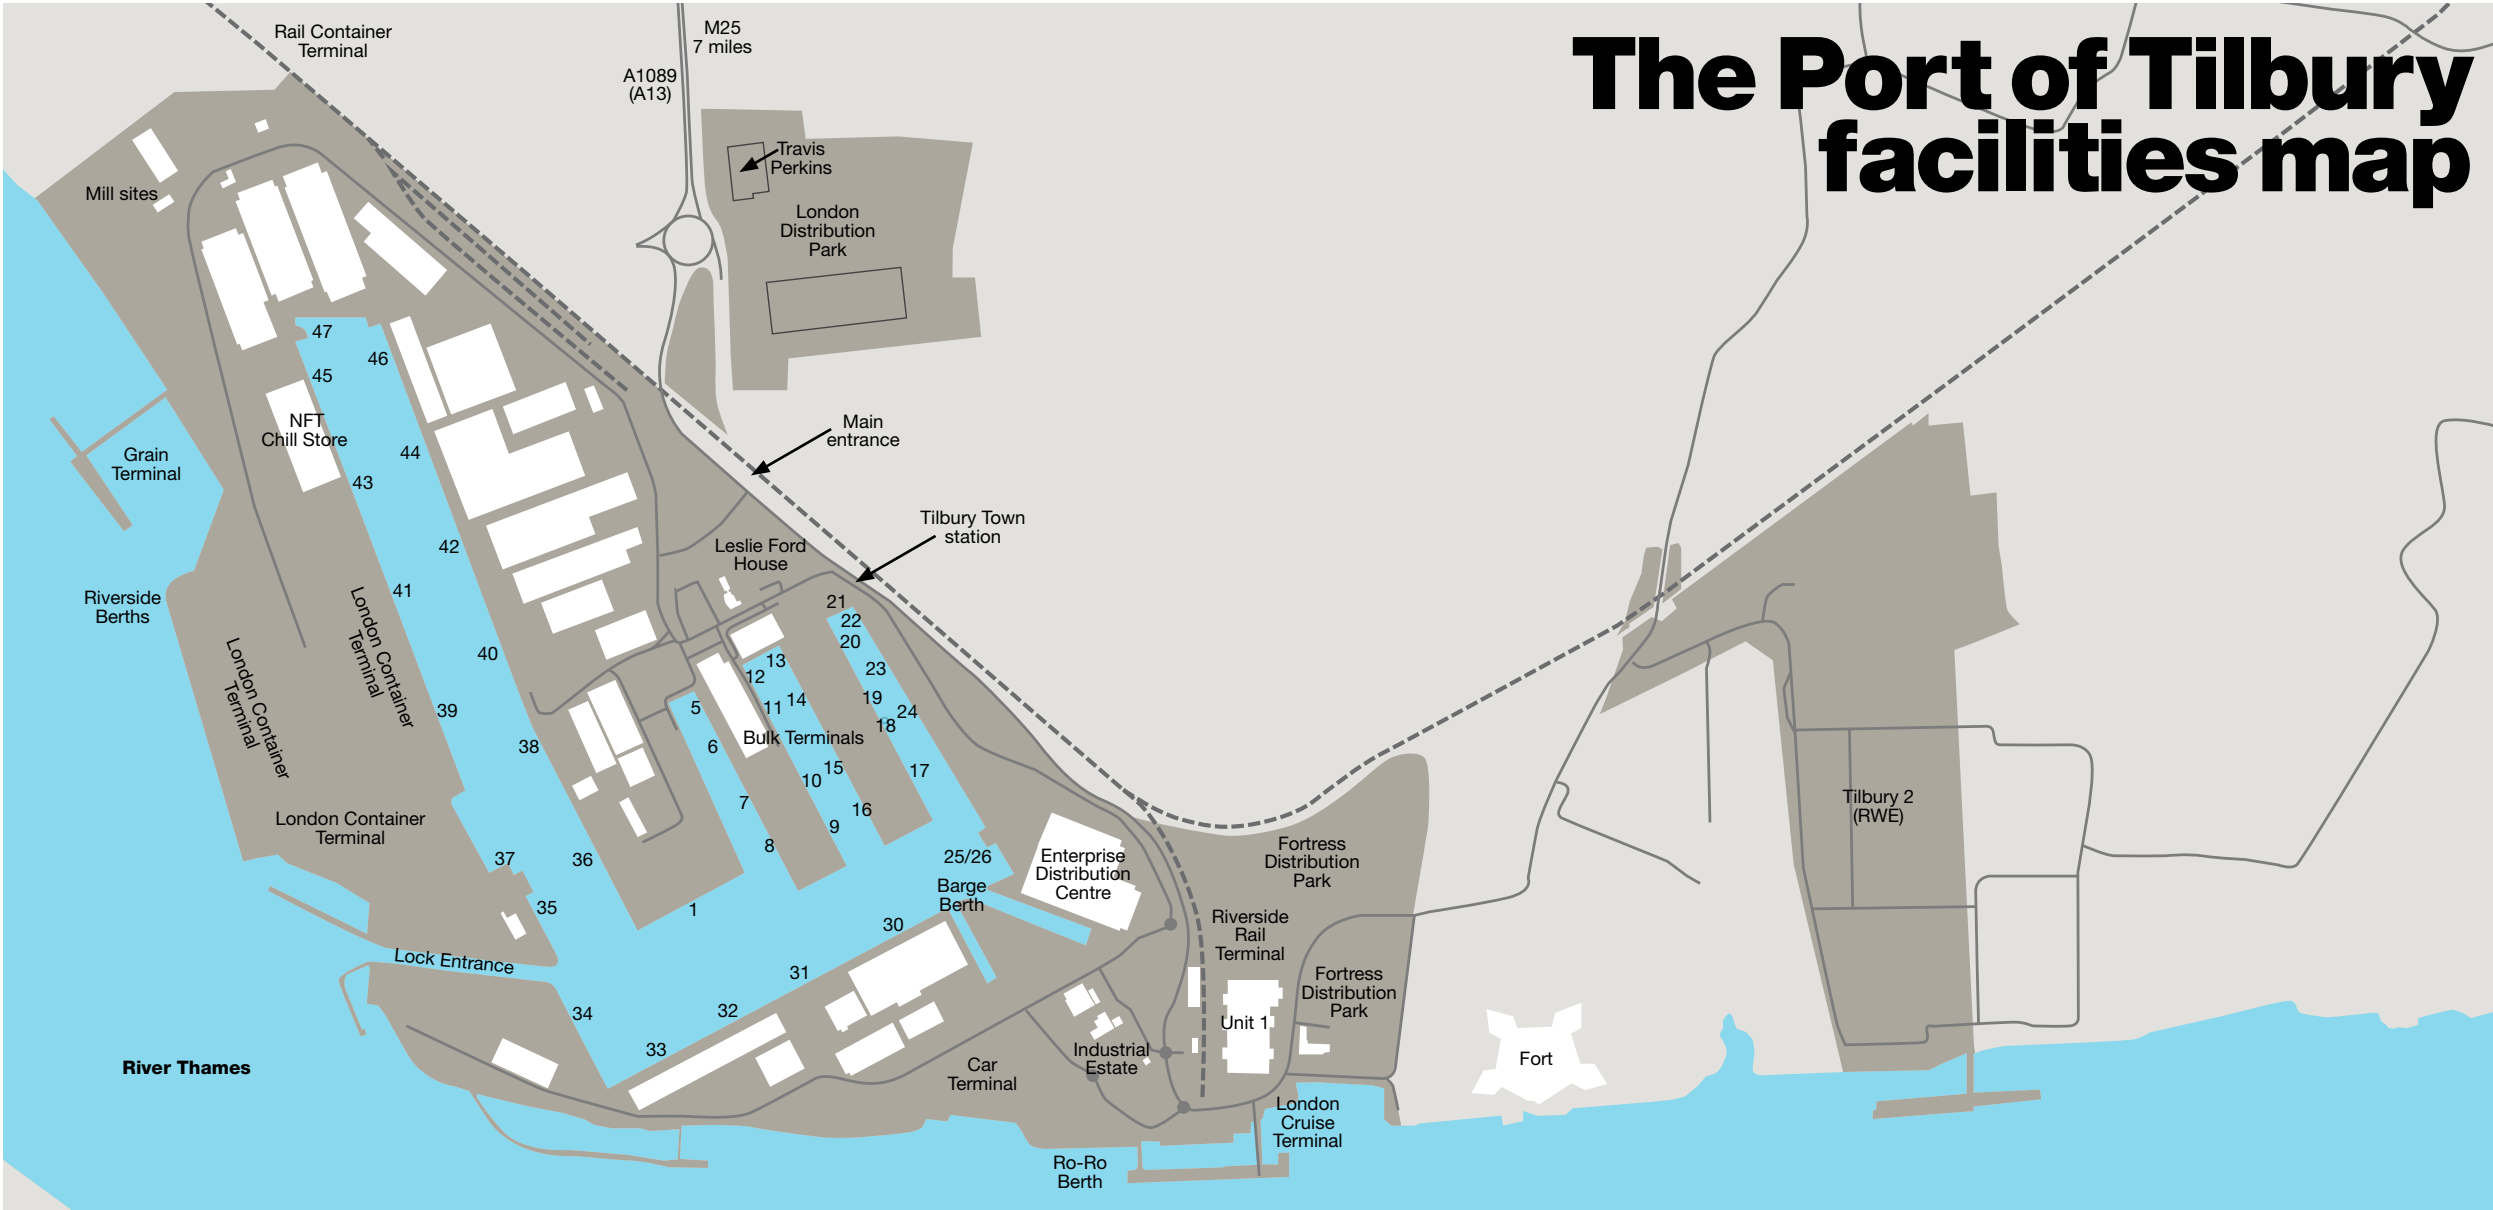 The Port of Tilbury
facilities map
Rail Container
Terminal
M25
7 miles
A1089
(A13)
Travis
Perkins
London
Distribution
Park
Mill sites
47
46
45
NFT
Chill Store
44
43
Grain
Terminal
Main
entrance
Tilbury Town
station
42
Leslie Ford
House
41
Riverside
Berths
London Container
Terminal
London Container
Terminal
40
39
38
21
22
20
13
12
23
14
19
11
24
18
5
6
Bulk Terminals
15
10
17
7
16
9
8
London Container
Terminal
37
36
35
25/26
Barge
Berth
Enterprise
Distribution
Centre
Fortress
Distribution
Park
Tilbury 2
(RWE)
1
30
Riverside
Rail
Terminal
Lock Entrance
31
32
33
34
Fortress
Distribution
Park
Unit 1
Industrial
Estate
Car
Terminal
Fort
River Thames
London
Cruise
Terminal
Ro-Ro
Berth